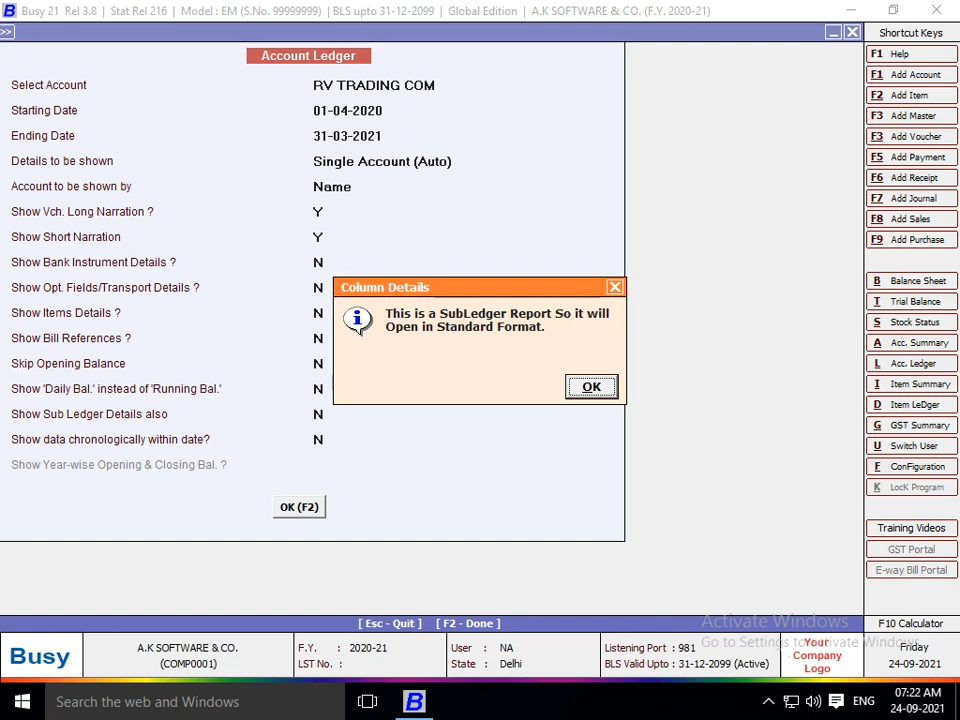 Busy 21 Rel 3.8 | Stat Rel 216 | Model : EM (S.No. 99999999) | BLS upto 31-12-2099 | Global Edition | A.K SOFTWARE & CO. (F.Y. 2020-21)
>>
Account Ledger
Select Account RV TRADING COM
Starting Date 01-04-2020
Ending Date 31-03-2021
Details to be shown Single Account (Auto)
Account to be shown by Name
Show Vch. Long Narration ? Y
Show Short Narration Y
Show Bank Instrument Details ? N
Show Opt. Fields/Transport Details ? N
Show Items Details ? N
Show Bill References ? N
Skip Opening Balance N
Show 'Daily Bal.' instead of 'Running Bal.' N
Show Sub Ledger Details also N
Show data chronologically within date? N
Show Year-wise Opening & Closing Bal. ?
OK (F2)
Column Details
This is a SubLedger Report So it will
Open in Standard Format.
OK
Shortcut Keys
F1 Help
F1 Add Account
F2 Add Item
F3 Add Master
F3 Add Voucher
F5 Add Payment
F6 Add Receipt
F7 Add Journal
F8 Add Sales
F9 Add Purchase
B Balance Sheet
T Trial Balance
S Stock Status
A Acc. Summary
L Acc. Ledger
I Item Summary
D Item LeDger
G GST Summary
U Switch User
F ConFiguration
K LocK Program
Training Videos
GST Portal
E-way Bill Portal
Activate Windows
Go to Settings to activate Windows.
[ Esc - Quit ] [ F2 - Done ]
F10 Calculator
Busy
A.K SOFTWARE & CO.
(COMP0001)
F.Y. : 2020-21
LST No. :
User : NA
State : Delhi
Listening Port : 981
BLS Valid Upto : 31-12-2099 (Active)
Your
Company
Logo
Friday
24-09-2021
Search the web and Windows
B
ENG
07:22 AM
24-09-2021